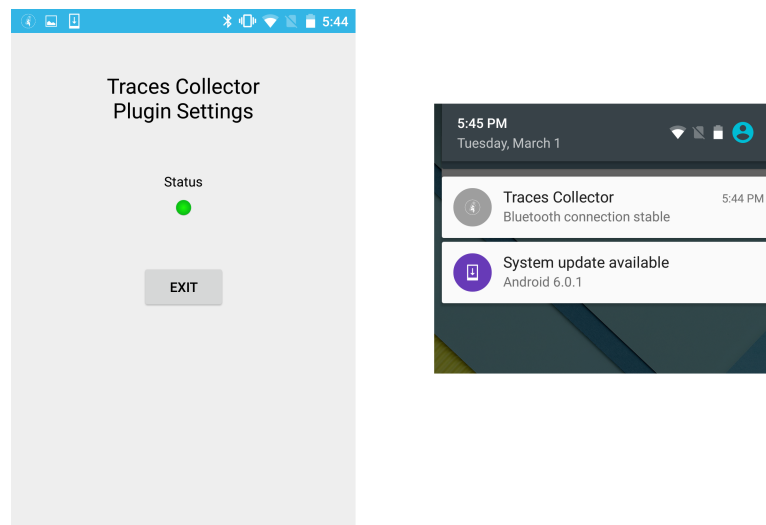 5:44
Traces Collector
Plugin Settings
Status
EXIT
5:45 PM
Tuesday, March 1
Traces Collector
5:44 PM
Bluetooth connection stable
System update available
Android 6.0.1